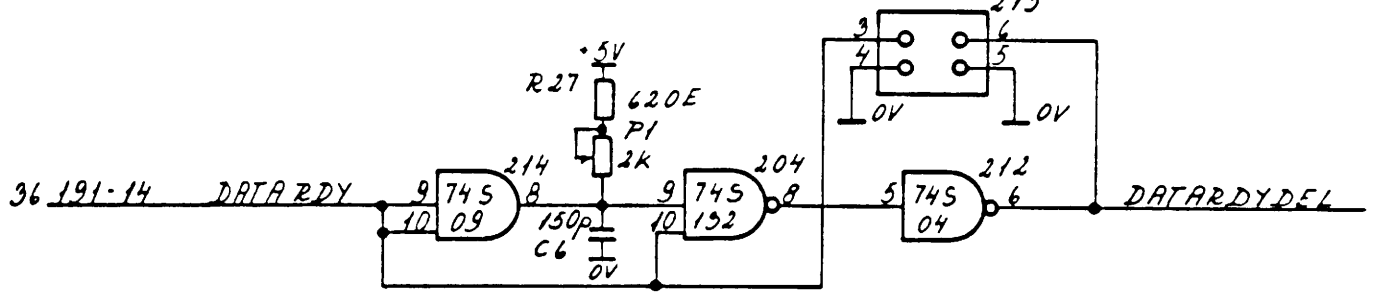 215
3 6
4 5
0V 0V
+5V
R27 620E
P1
2K
214 204 212
36 191-14 DATARDY 9 74S 8 9 74S 8 5 74S 6 DATARDYDEL
10 09 150p 10 132 04
C6
0V